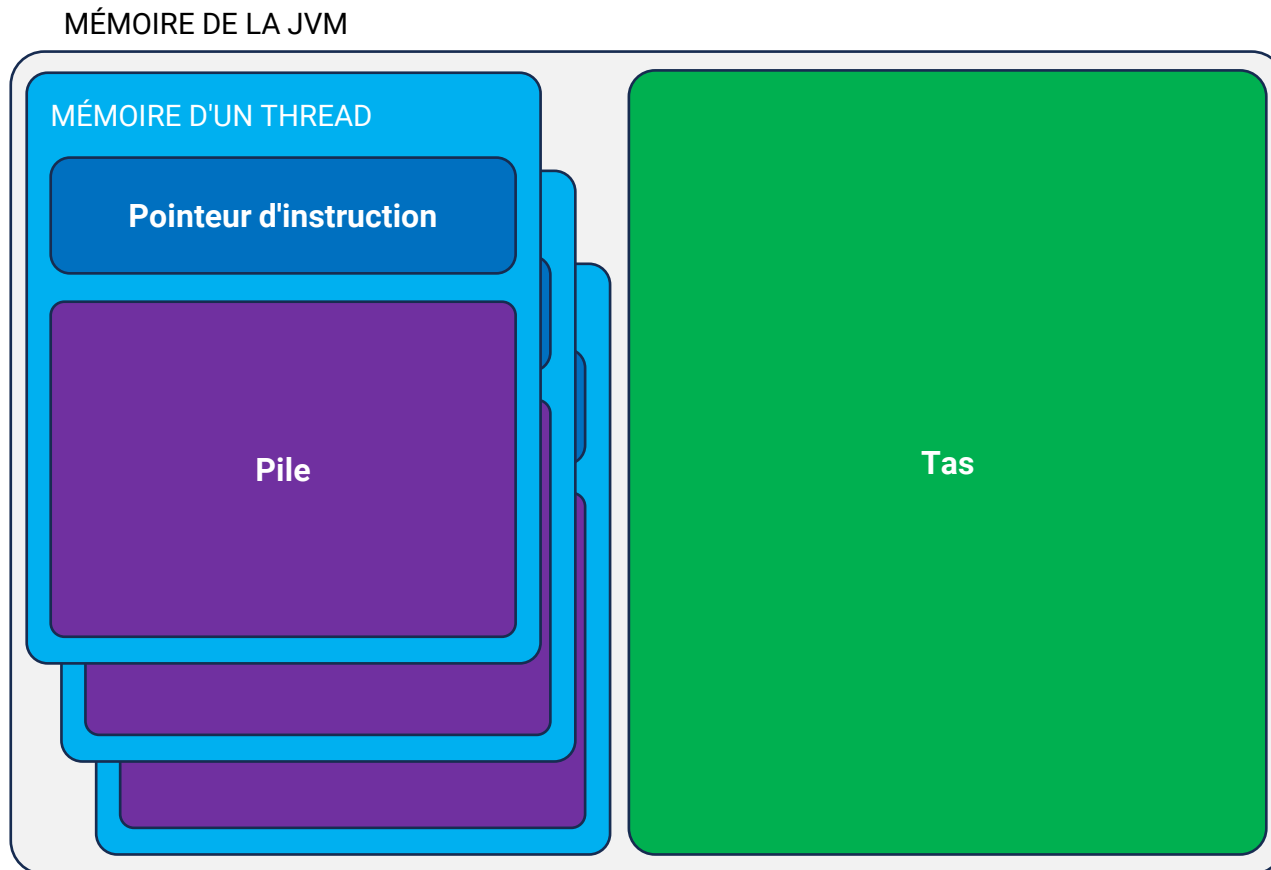 MÉMOIRE DE LA JVM
MÉMOIRE D'UN THREAD
Pointeur d'instruction
Pile
Tas